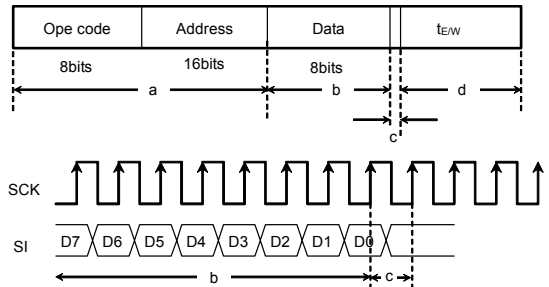 Ope code Address Data tE/W
8bits 16bits 8bits
a b d
c
SCK
SI D7 D6 D5 D4 D3 D2 D1 D0
b c